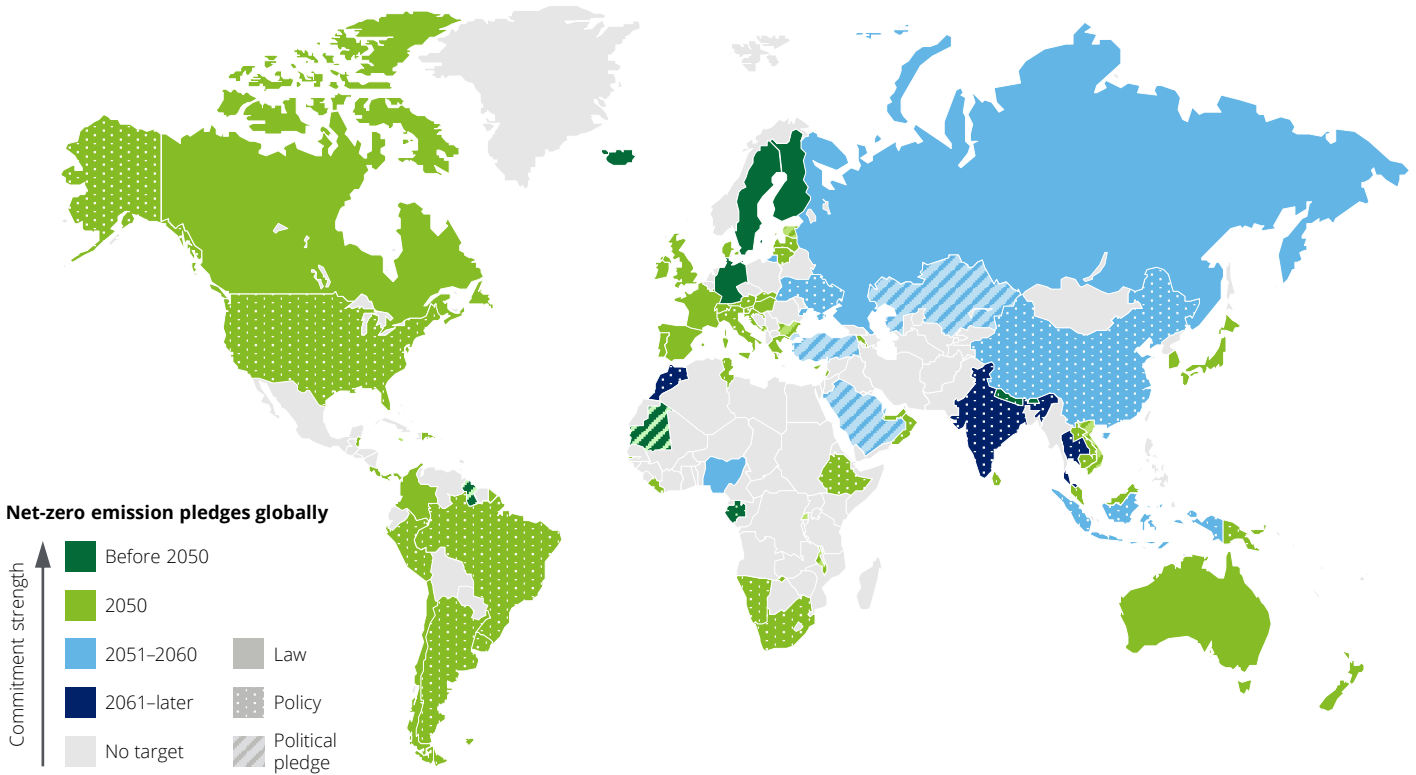 Net-zero emission pledges globally
Commitment strength
Before 2050
2050
2051–2060
2061–later
No target
Law
Policy
Political
pledge